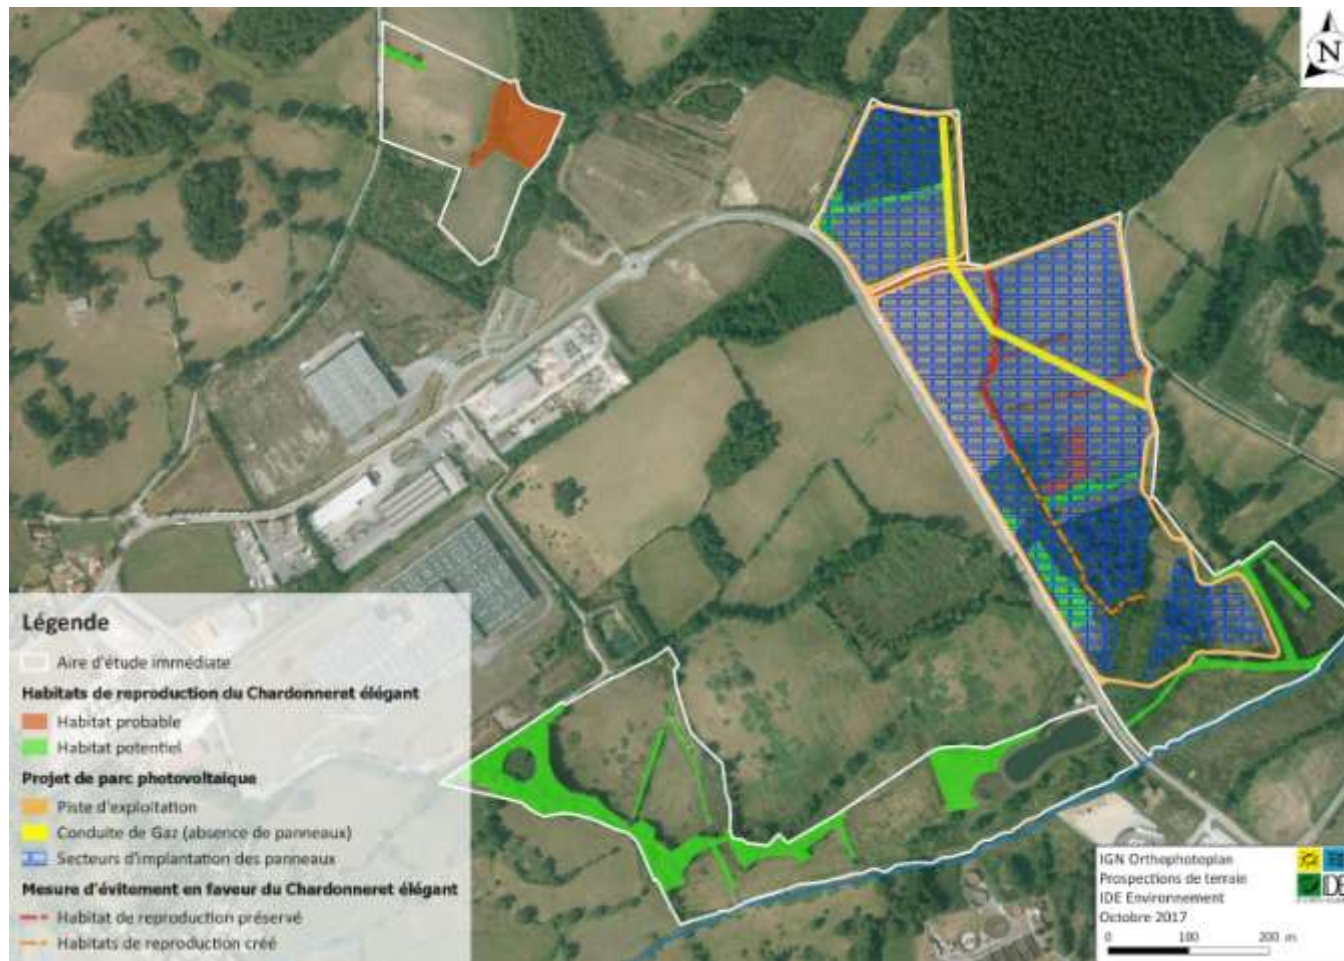 N
Légende
Aire d'étude immédiate
Habitats de reproduction du Chardonneret élégant
Habitat probable
Habitat potentiel
Projet de parc photovoltaique
Piste d'exploitation
Conduite de Gaz (absence de panneaux)
Secteurs d'implantation des panneaux
Mesure d'évitement en faveur du Chardonneret élégant
Habitat de reproduction préservé
Habitats de reproduction créé
IGN Orthophotoplan
Prospections de terrain
IDE Environnement
Octobre 2017
0 100 200 m